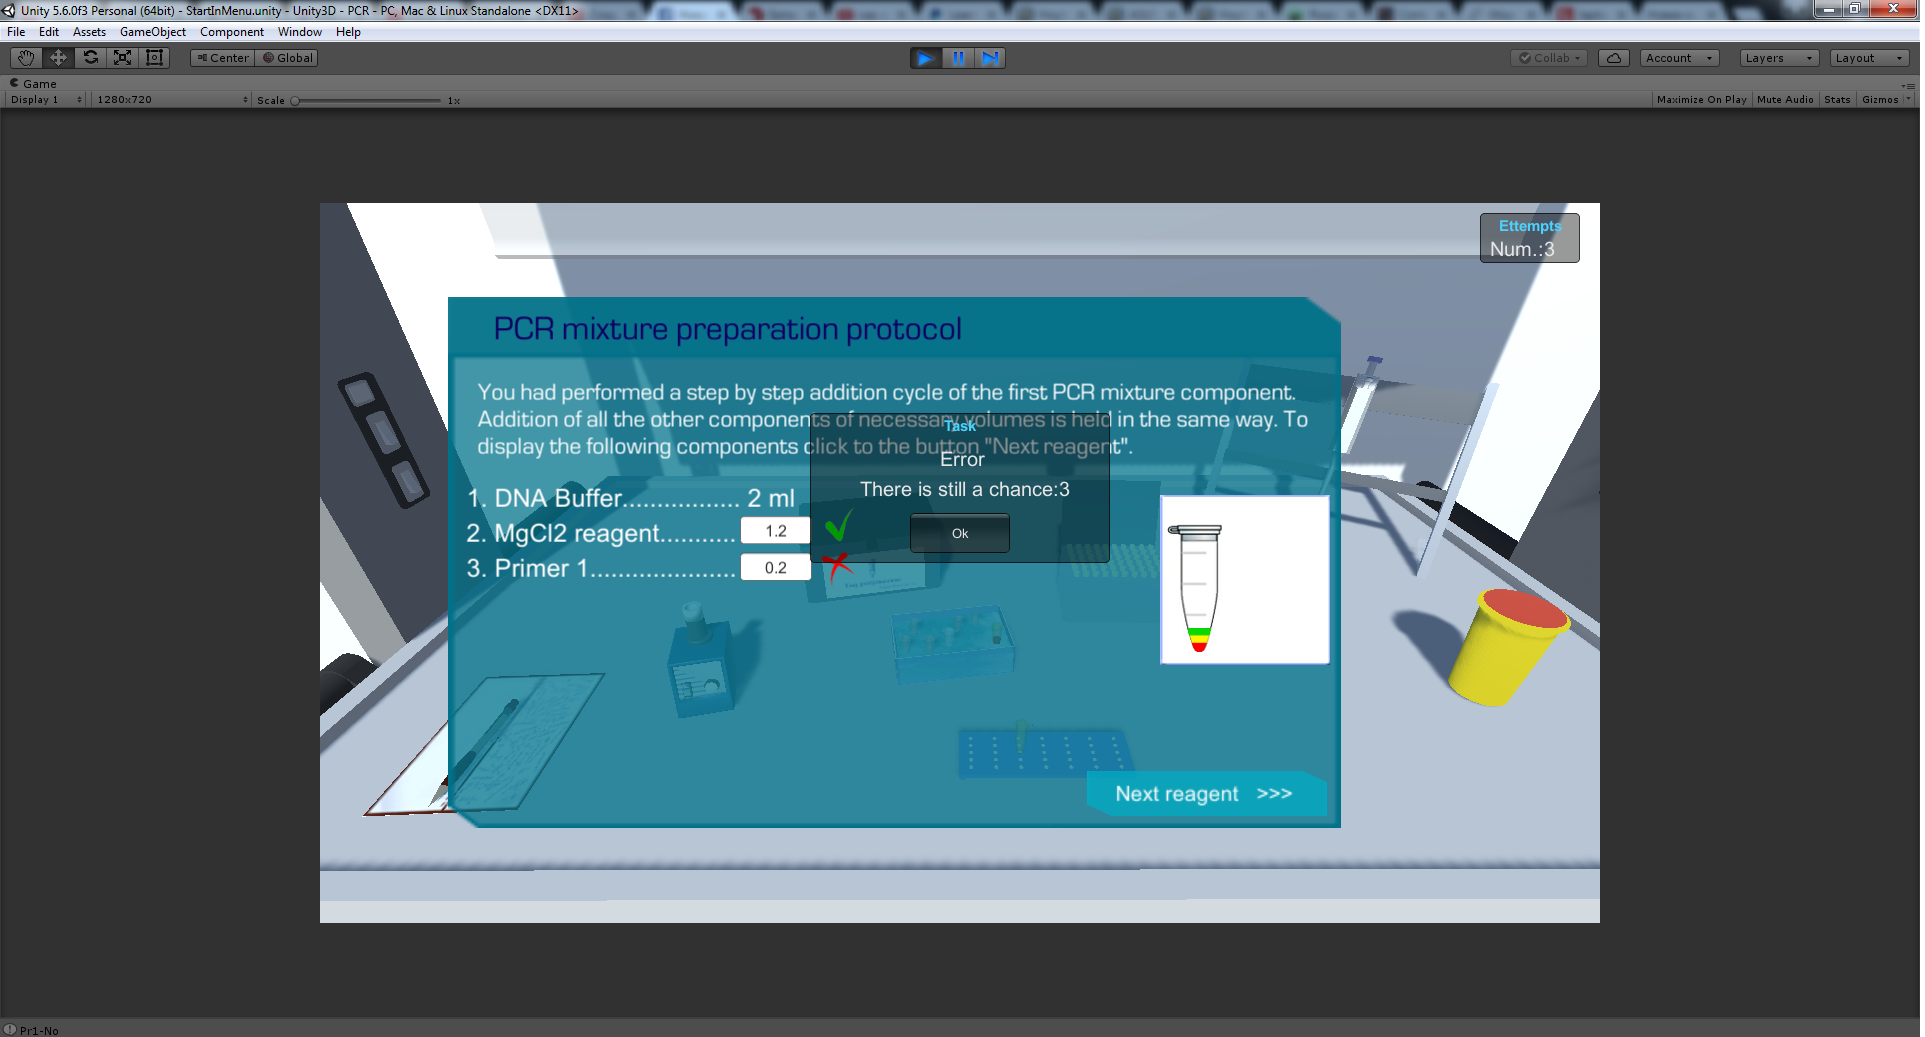 Unity 5.6.0f3 Personal (64bit) - StartInMenu.unity - Unity3D - PCR - PC, Mac & Linux Standalone <DX11>
File Edit Assets GameObject Component Window Help
Center Global Collab Account Layers Layout
Game
Display 1 1280x720 Scale 1x Maximize On Play Mute Audio Stats Gizmos
Ettempts
Num.:3
PCR mixture preparation protocol
You had performed a step by step addition cycle of the first PCR mixture component.
Addition of all the other components of necessary volumes is held in the same way. To
display the following components click to the button "Next reagent".
Task
Error
There is still a chance:3
Ok
1. DNA Buffer................. 2 ml
2. MgCl2 reagent........... 1.2
3. Primer 1..................... 0.2
Next reagent >>>
Pr1-No